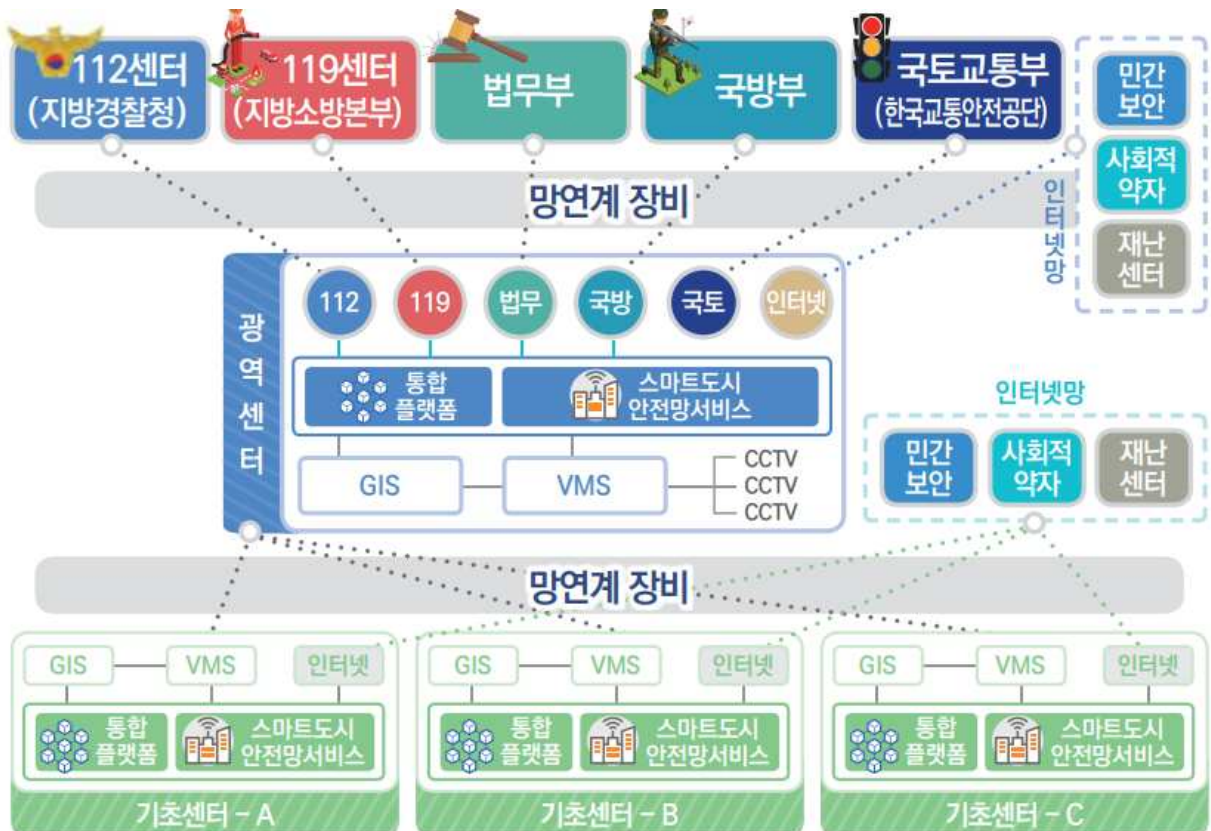 112센터
(지방경찰청)
119센터
(지방소방본부)
법무부
국방부
국토교통부
(한국교통안전공단)
민간
보안
사회적
약자
재난
센터
인터넷망
망연계 장비
광역센터
112
119
법무
국방
국토
인터넷
통합
플랫폼
스마트도시
안전망서비스
GIS
VMS
CCTV
CCTV
CCTV
인터넷망
민간
보안
사회적
약자
재난
센터
망연계 장비
GIS
VMS
인터넷
통합
플랫폼
스마트도시
안전망서비스
기초센터 – A
GIS
VMS
인터넷
통합
플랫폼
스마트도시
안전망서비스
기초센터 – B
GIS
VMS
인터넷
통합
플랫폼
스마트도시
안전망서비스
기초센터 – C